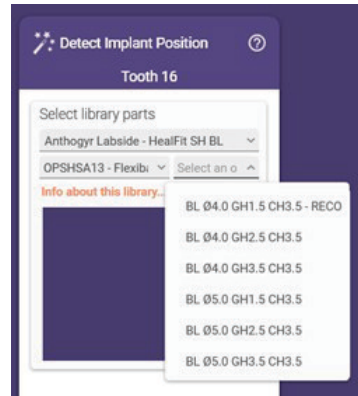 Detect Implant Position
Tooth 16
Select library parts
Anthogyr Labside - HealFit SH BL
OPSHSA13 - Flexiba Select an o
Info about this library...
BL Ø4.0 GH1.5 CH3.5 - RECO
BL Ø4.0 GH2.5 CH3.5
BL Ø4.0 GH3.5 CH3.5
BL Ø5.0 GH1.5 CH3.5
BL Ø5.0 GH2.5 CH3.5
BL Ø5.0 GH3.5 CH3.5